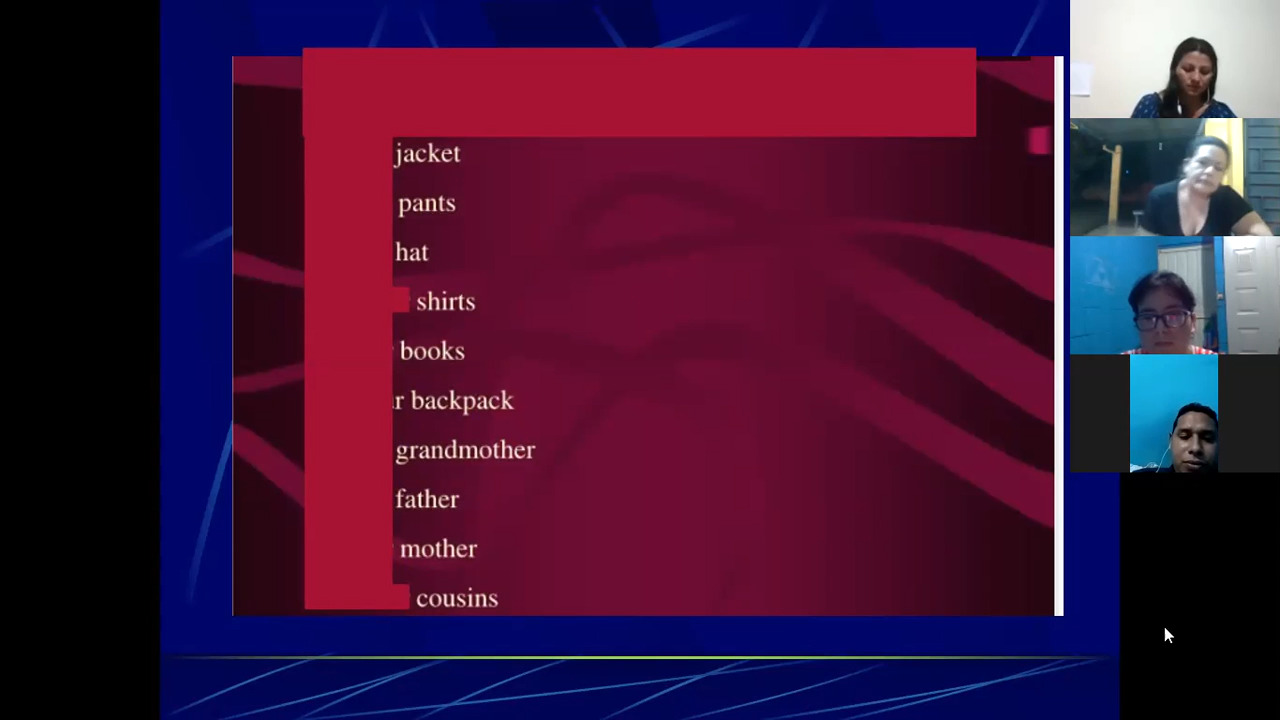 jacket
pants
hat
shirts
books
backpack
grandmother
father
mother
cousins